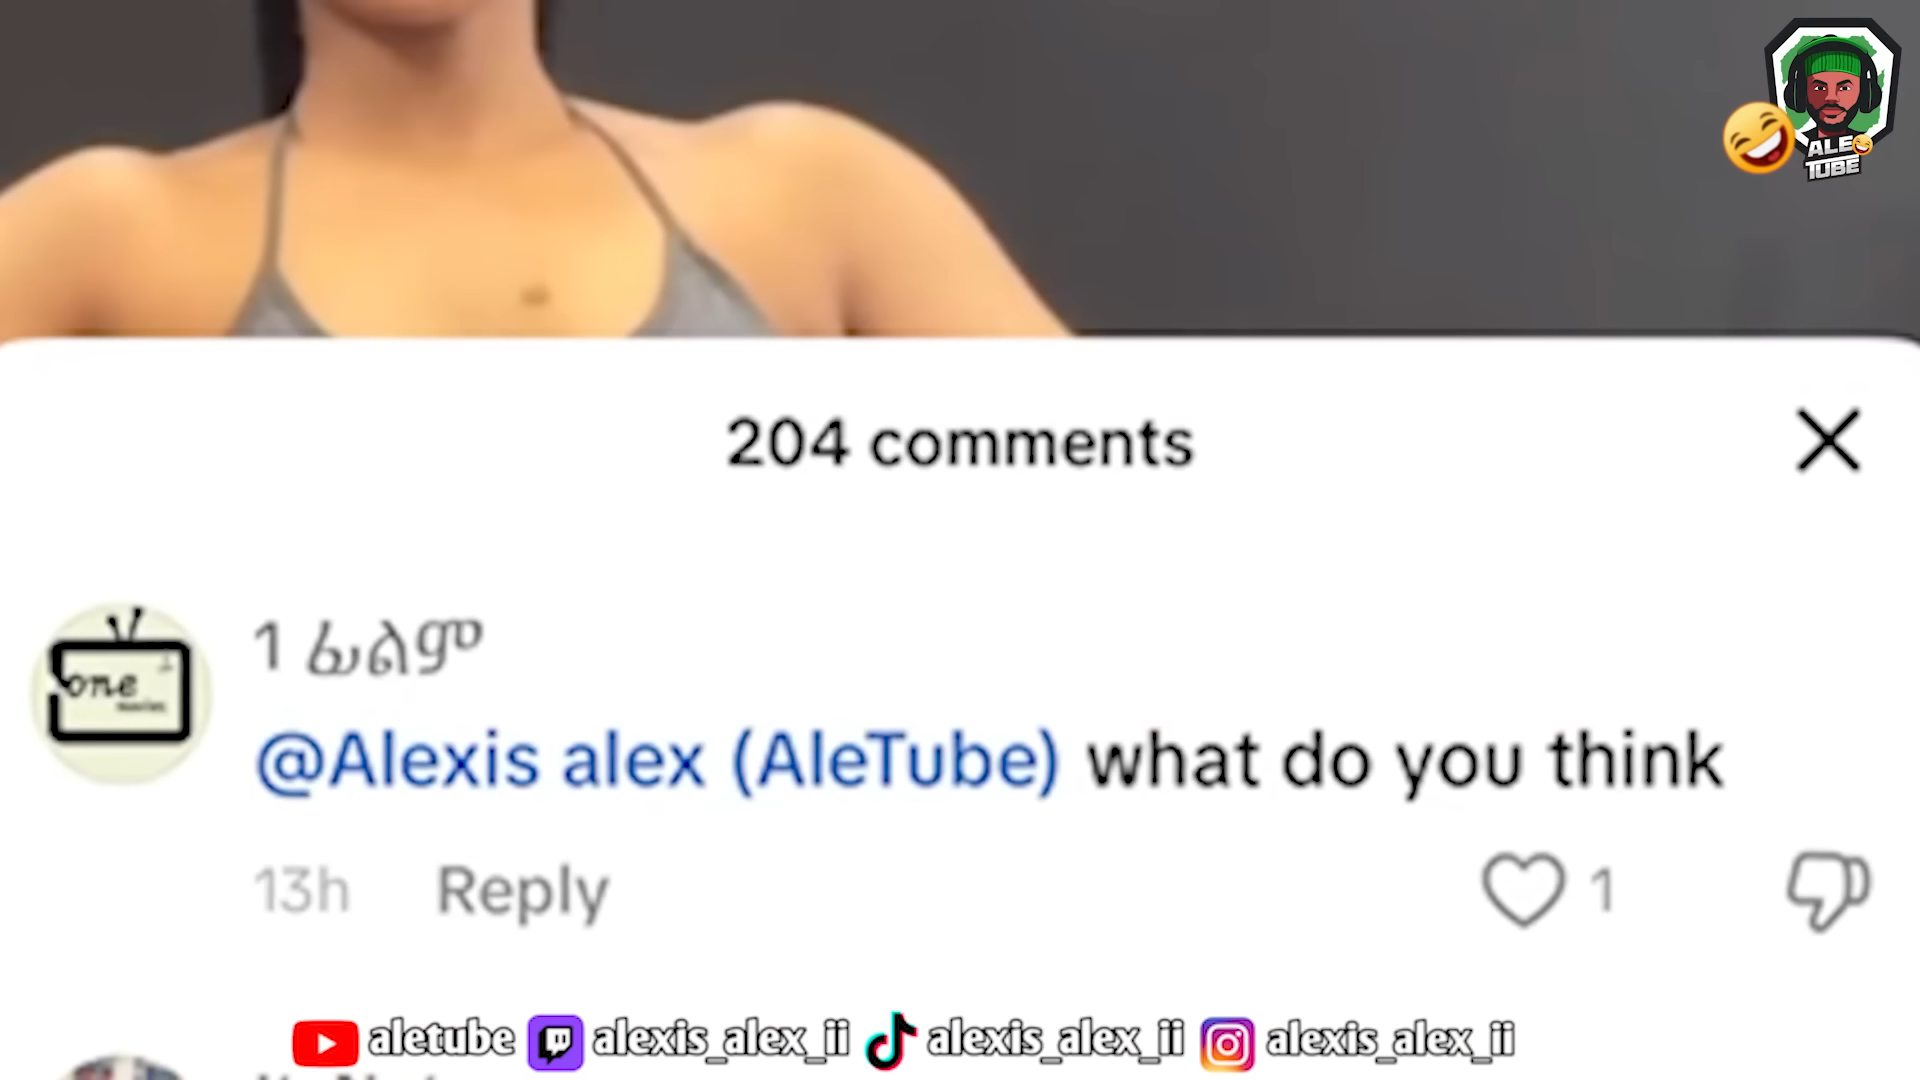 ALE
TUBE
204 comments
one
1 ፊልም
@Alexis alex (AleTube) what do you think
13h Reply 1
aletube alexis_alex_ii alexis_alex_ii alexis_alex_ii